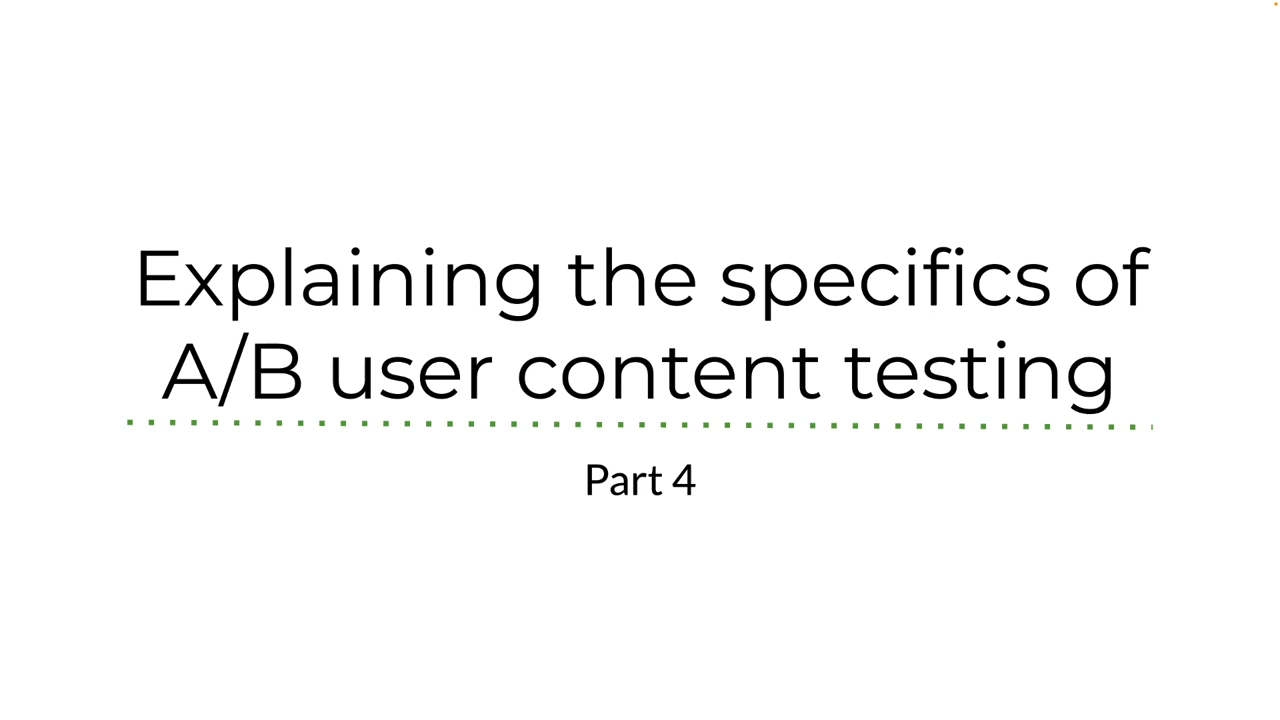 Explaining the specifics of
A/B user content testing
Part 4